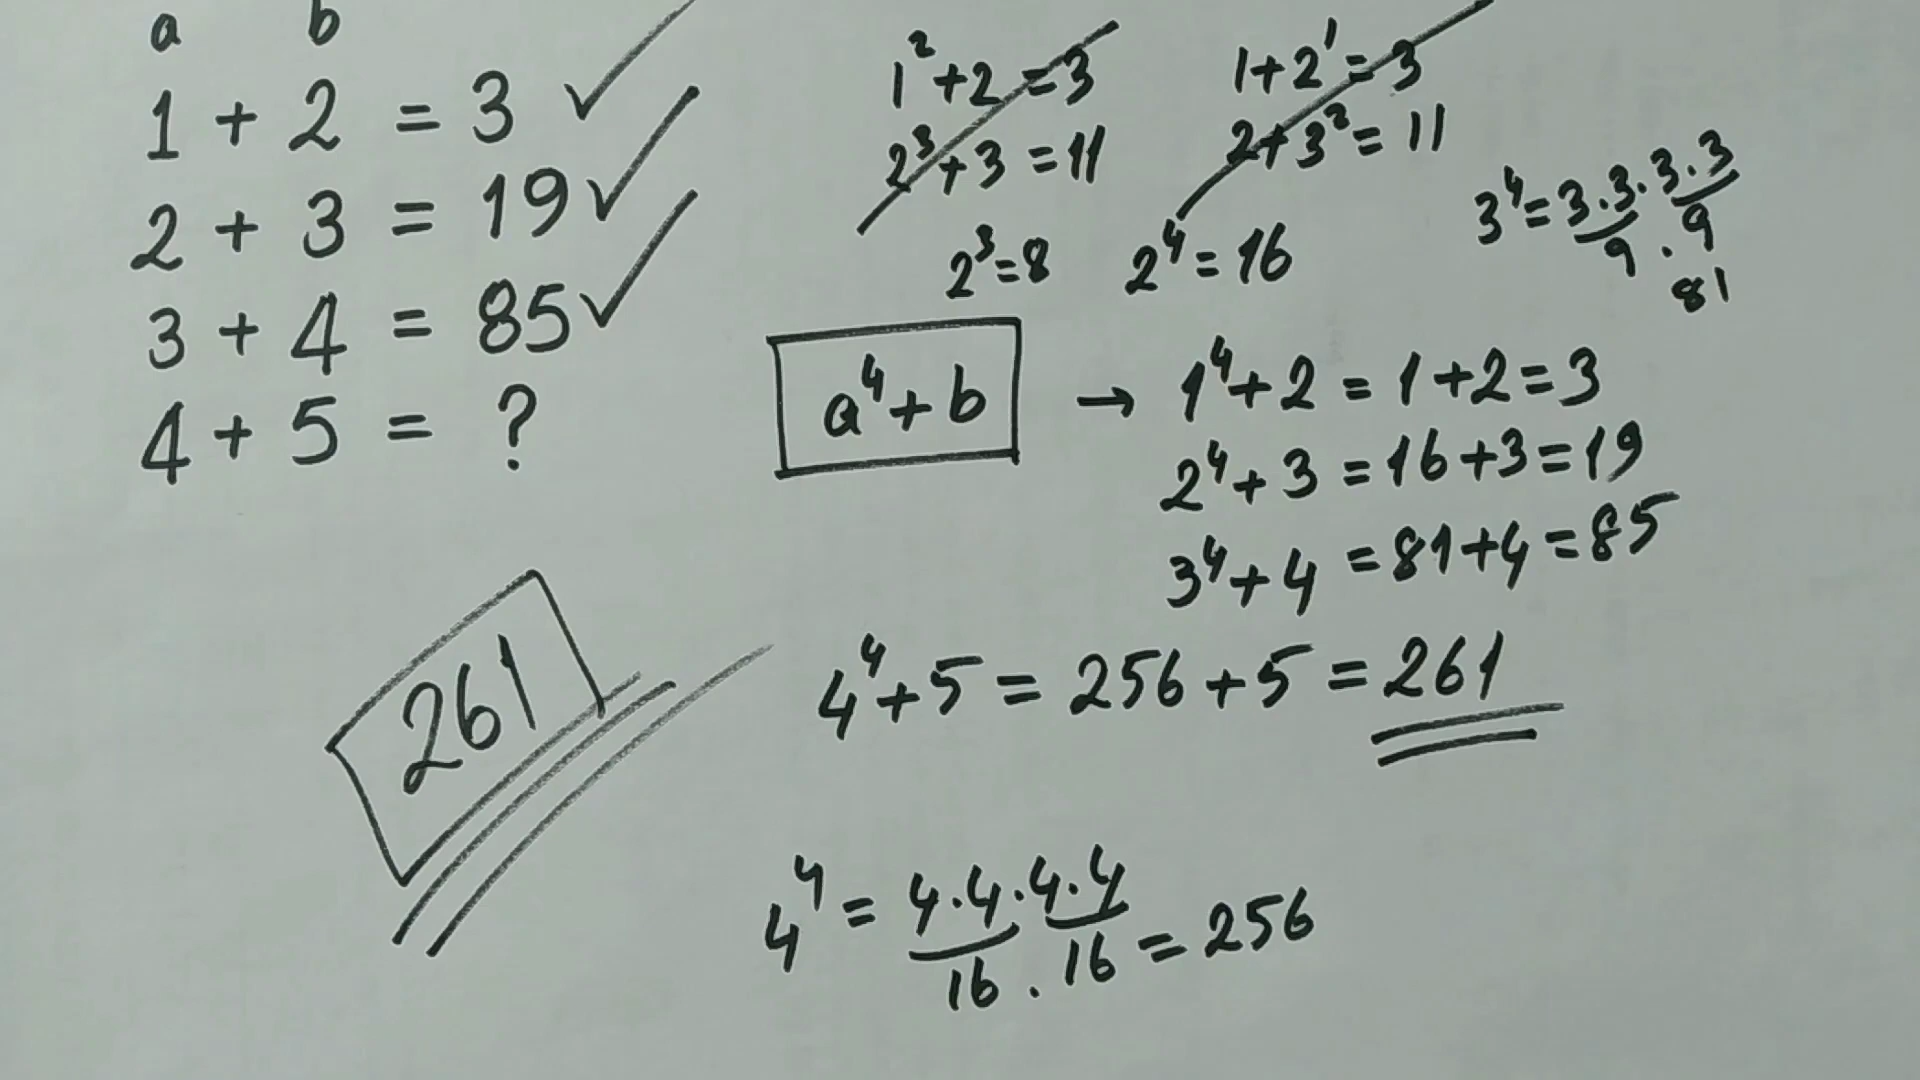 a b
1 + 2 = 3 ✓
2 + 3 = 19 ✓
3 + 4 = 85 ✓
4 + 5 = ?
261
1² + 2 = 3
2³ + 3 = 11
1 + 2¹ = 3
2 + 3² = 11
2³ = 8
2⁴ = 16
3⁴ = 3.3.3.3
9 . 9
81
a⁴ + b → 1⁴ + 2 = 1 + 2 = 3
2⁴ + 3 = 16 + 3 = 19
3⁴ + 4 = 81 + 4 = 85
4⁴ + 5 = 256 + 5 = 261
4⁴ = 4.4.4.4
16 . 16 = 256